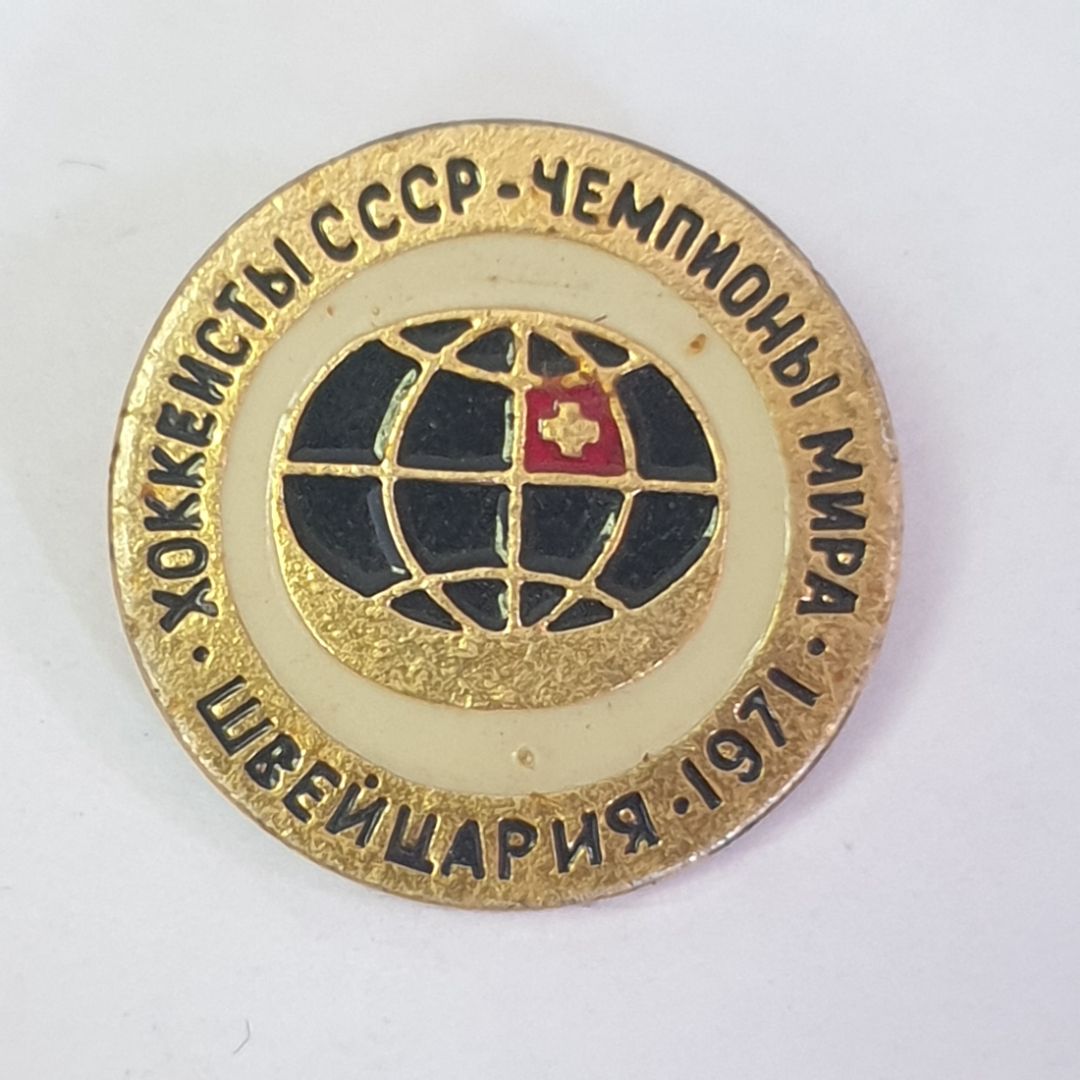 ХОККЕИСТЫ СССР - ЧЕМПИОНЫ МИРА
· ШВЕЙЦАРИЯ · 1971 ·